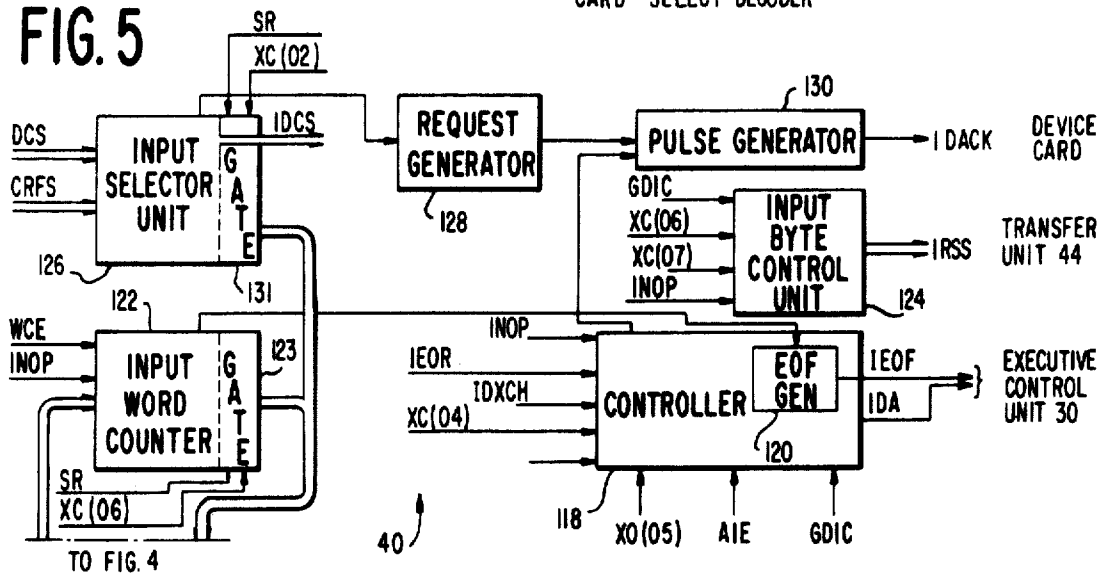 CARD SELECT DECODER
FIG. 5
SR
XC(02)
DCS
CRFS
INPUT
SELECTOR
UNIT
GATE
IDCS
126
131
REQUEST
GENERATOR
128
130
PULSE GENERATOR
IDACK
DEVICE
CARD
GDIC
XC(06)
XC(07)
INOP
INPUT
BYTE
CONTROL
UNIT
124
IRSS
TRANSFER
UNIT 44
122
WCE
INOP
INPUT
WORD
COUNTER
GATE
123
SR
XC(06)
TO FIG. 4
INOP
IEOR
IDXCH
XC(04)
CONTROLLER
EOF
GEN
120
IEOF
IDA
EXECUTIVE
CONTROL
UNIT 30
118
XO(05)
AIE
GDIC
40